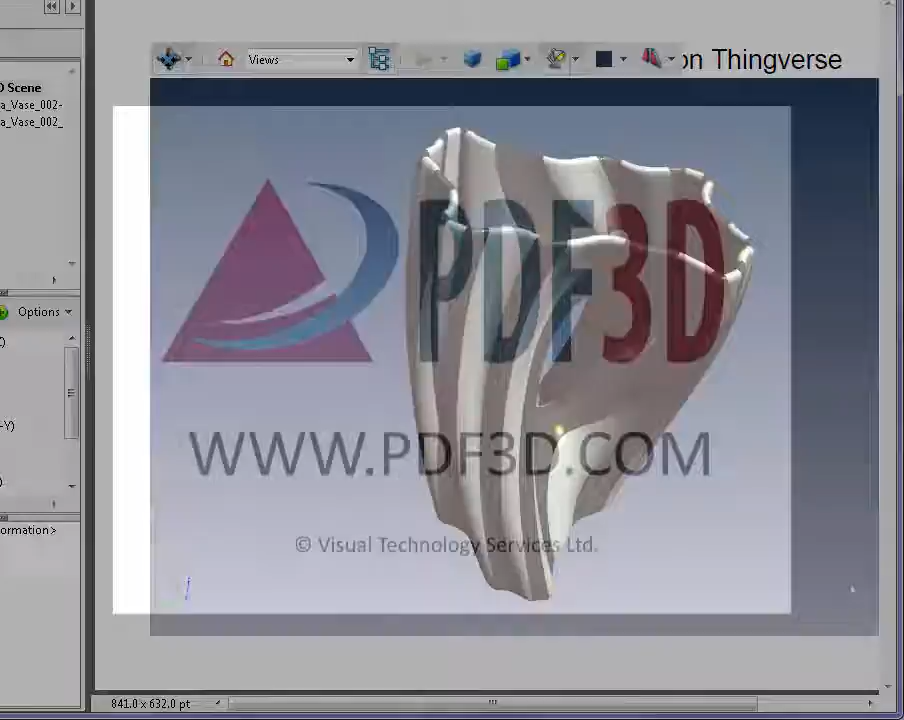 on Thingverse
Views
D Scene
a_Vase_002-
a_Vase_002_
Options
-Y)
ormation>
PDF3D
WWW.PDF3D.COM
© Visual Technology Services Ltd.
841.0 x 632.0 pt